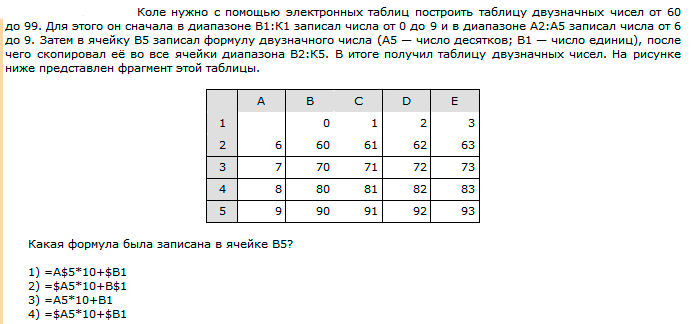 Коле нужно с помощью электронных таблиц построить таблицу двузначных чисел от 60
до 99. Для этого он сначала в диапазоне B1:K1 записал числа от 0 до 9 и в диапазоне A2:A5 записал числа от 6
до 9. Затем в ячейку B5 записал формулу двузначного числа (A5 — число десятков; B1 — число единиц), после
чего скопировал её во все ячейки диапазона B2:K5. В итоге получил таблицу двузначных чисел. На рисунке
ниже представлен фрагмент этой таблицы.
A B C D E
1 0 1 2 3
2 6 60 61 62 63
3 7 70 71 72 73
4 8 80 81 82 83
5 9 90 91 92 93
Какая формула была записана в ячейке B5?
1) =A$5*10+$B1
2) =$A5*10+B$1
3) =A5*10+B1
4) =$A5*10+$B1